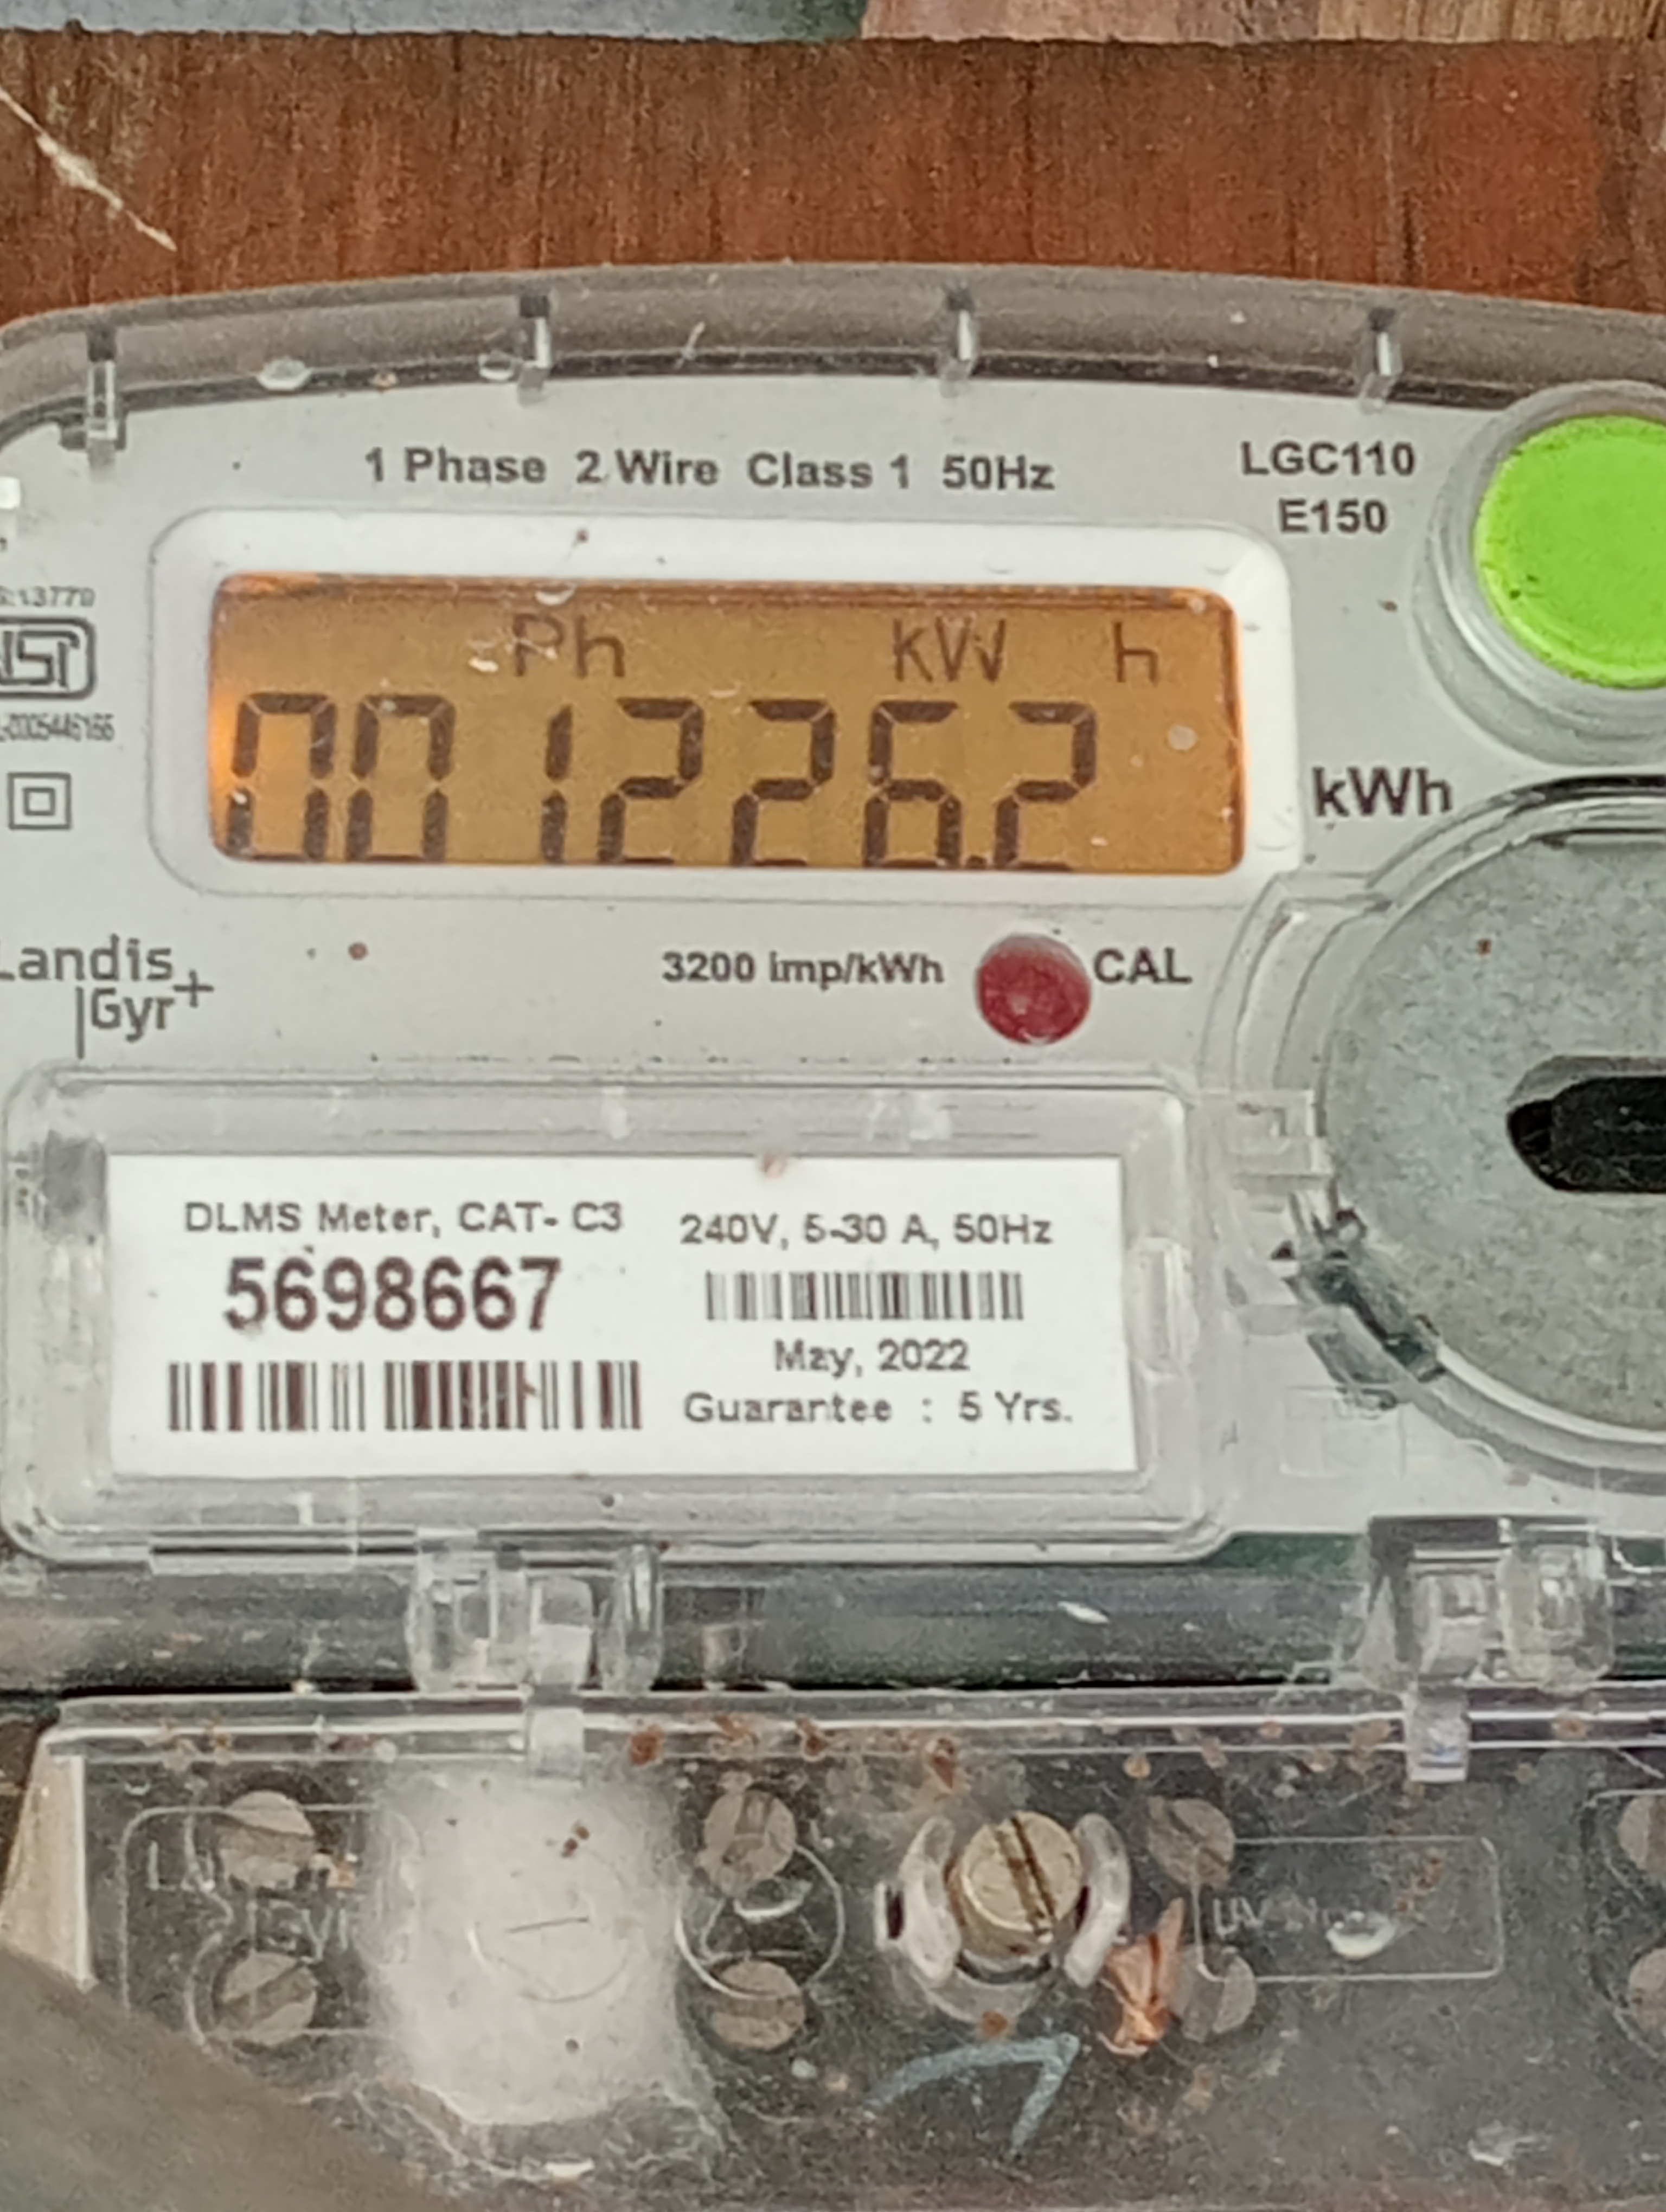 1 Phase 2 Wire Class 1 50Hz
LGC110
E150
Ph kW h
001226.2
kWh
Landis
Gyr+
3200 imp/kWh CAL
DLMS Meter, CAT- C3
5698667
240V, 5-30 A, 50Hz
May, 2022
Guarantee : 5 Yrs.